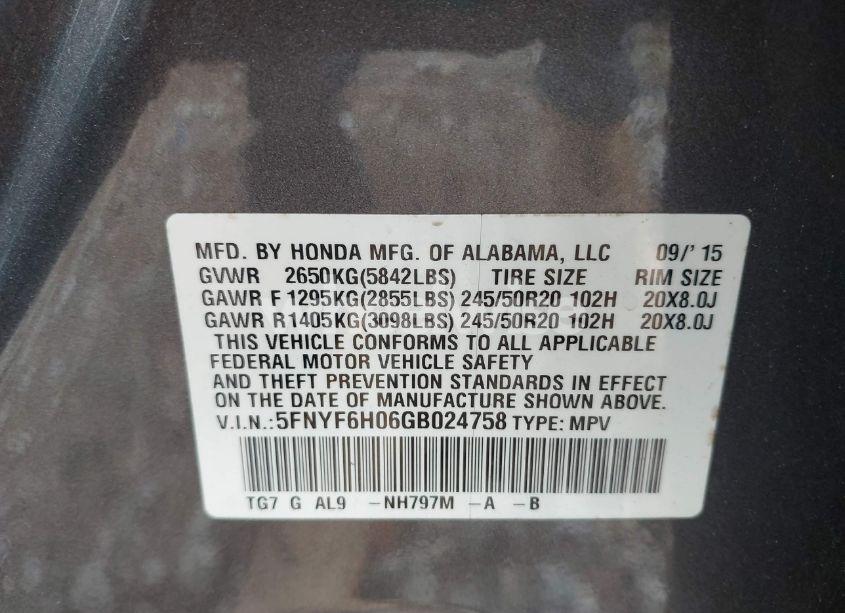 MFD. BY HONDA MFG. OF ALABAMA, LLC 09/' 15
GVWR 2650KG(5842LBS) TIRE SIZE RIM SIZE
GAWR F1295KG(2855LBS) 245/50R20 102H 20X8.0J
GAWR R1405KG(3098LBS) 245/50R20 102H 20X8.0J
THIS VEHICLE CONFORMS TO ALL APPLICABLE
FEDERAL MOTOR VEHICLE SAFETY
AND THEFT PREVENTION STANDARDS IN EFFECT
ON THE DATE OF MANUFACTURE SHOWN ABOVE.
V.I.N.:5FNYF6H06GB024758 TYPE: MPV
TG7 G AL9 -NH797M -A -B